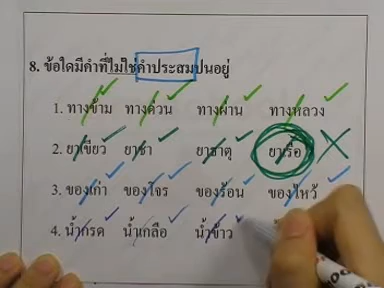 8. ข้อใดมีคำที่ไม่ใช่คำประสมปนอยู่
1. ทางข้าม ทางด่วน ทางผ่าน ทางหลวง
2. ยาเขียว ยาชา ยาธาตุ ยาเรือ
3. ของเก่า ของโจร ของร้อน ของไหว้
4. น้ำกรด น้ำเกลือ น้ำข้าว